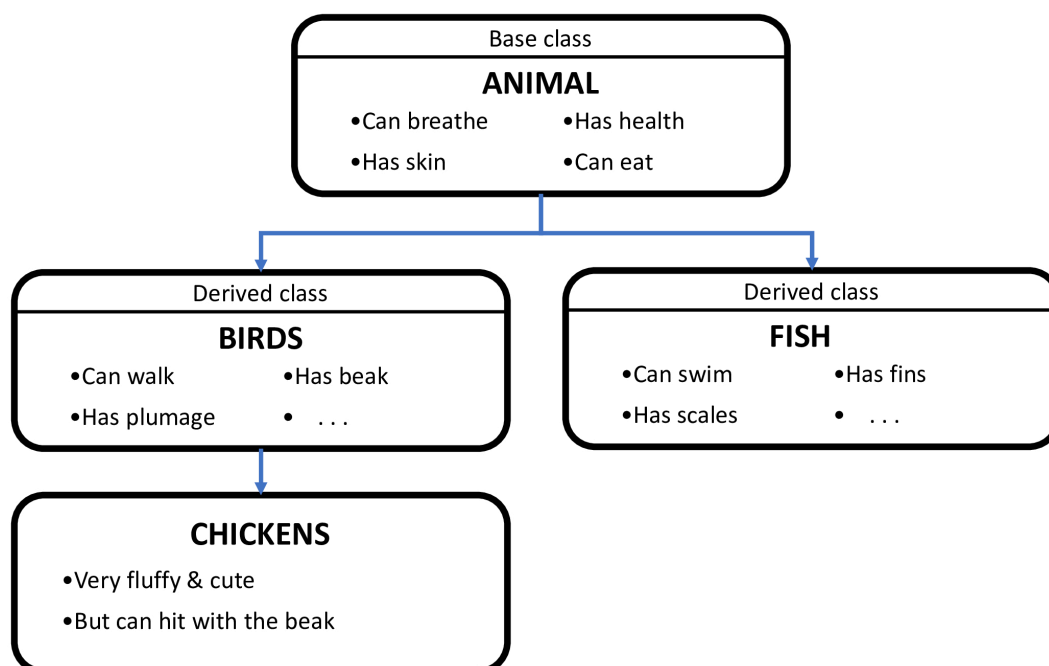 Base class
ANIMAL
•Can breathe •Has health
•Has skin •Can eat
Derived class
BIRDS
•Can walk •Has beak
•Has plumage • . . .
Derived class
FISH
•Can swim •Has fins
•Has scales • . . .
CHICKENS
•Very fluffy & cute
•But can hit with the beak